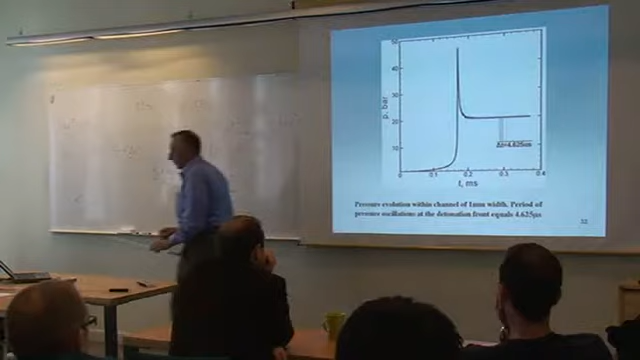 50
40
30
20
10
p, bar
Δt=4.625μs
0 0.1 0.2 0.3 0.4
t, ms
Pressure evolution within channel of 1mm width. Period of
pressure oscillations at the detonation front equals 4.625μs